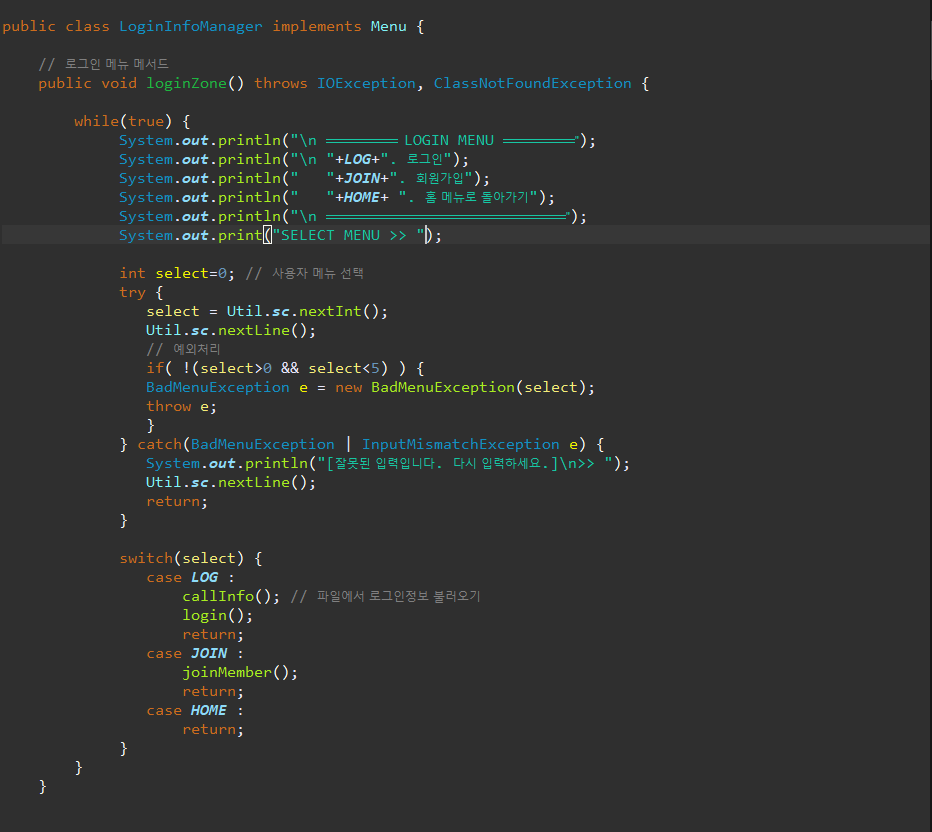 public class LoginInfoManager implements Menu {
// 로그인 메뉴 메서드
public void loginZone() throws IOException, ClassNotFoundException {
while(true) {
System.out.println("\n ═════════ LOGIN MENU ═════════");
System.out.println("\n "+LOG+". 로그인");
System.out.println("   "+JOIN+". 회원가입");
System.out.println("   "+HOME+ ". 홈 메뉴로 돌아가기");
System.out.println("\n ══════════════════════════════");
System.out.print("SELECT MENU >> ");
int select=0; // 사용자 메뉴 선택
try {
select = Util.sc.nextInt();
Util.sc.nextLine();
// 예외처리
if( !(select>0 && select<5) ) {
BadMenuException e = new BadMenuException(select);
throw e;
}
} catch(BadMenuException | InputMismatchException e) {
System.out.println("[잘못된 입력입니다. 다시 입력하세요.]\n>> ");
Util.sc.nextLine();
return;
}
switch(select) {
case LOG :
callInfo(); // 파일에서 로그인정보 불러오기
login();
return;
case JOIN :
joinMember();
return;
case HOME :
return;
}
}
}